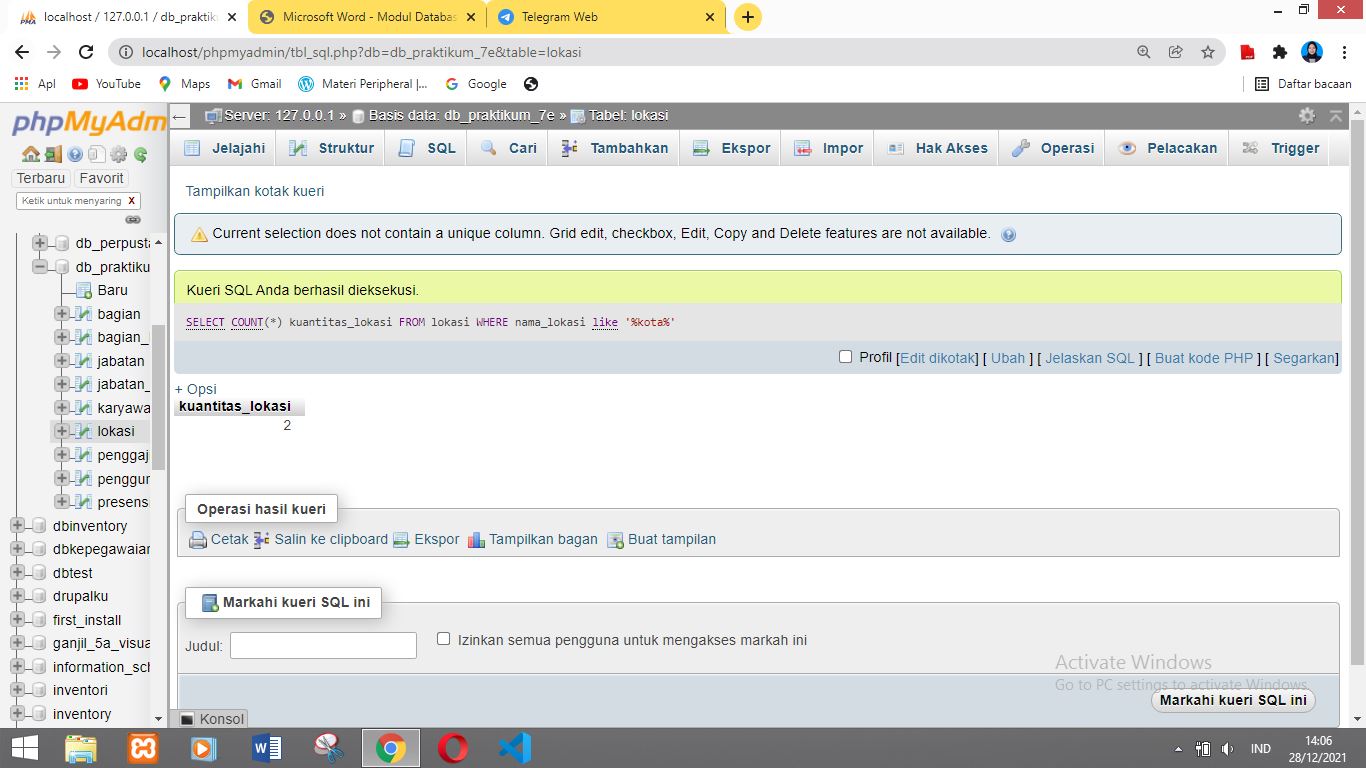 localhost / 127.0.0.1 / db_praktiku
Microsoft Word - Modul Databas
Telegram Web
localhost/phpmyadmin/tbl_sql.php?db=db_praktikum_7e&table=lokasi
Apl YouTube Maps Gmail Materi Peripheral |... Google Daftar bacaan
phpMyAdm
Terbaru Favorit
Ketik untuk menyaring X
db_perpusta
db_praktiku
Baru
bagian
bagian_
jabatan
jabatan_
karyawa
lokasi
penggaj
penggun
presensi
dbinventory
dbkepegawaian
dbtest
drupalku
first_install
ganjil_5a_visua
information_sch
inventori
inventory
Server: 127.0.0.1 » Basis data: db_praktikum_7e » Tabel: lokasi
Jelajahi Struktur SQL Cari Tambahkan Ekspor Impor Hak Akses Operasi Pelacakan Trigger
Tampilkan kotak kueri
Current selection does not contain a unique column. Grid edit, checkbox, Edit, Copy and Delete features are not available.
Kueri SQL Anda berhasil dieksekusi.
SELECT COUNT(*) kuantitas_lokasi FROM lokasi WHERE nama_lokasi like '%kota%'
Profil [Edit dikotak] [ Ubah ] [ Jelaskan SQL ] [ Buat kode PHP ] [ Segarkan]
+ Opsi
kuantitas_lokasi
2
Operasi hasil kueri
Cetak Salin ke clipboard Ekspor Tampilkan bagan Buat tampilan
Markahi kueri SQL ini
Judul: Izinkan semua pengguna untuk mengakses markah ini
Activate Windows
Go to PC settings to activate Windows.
Markahi kueri SQL ini
Konsol
IND
14:06
28/12/2021